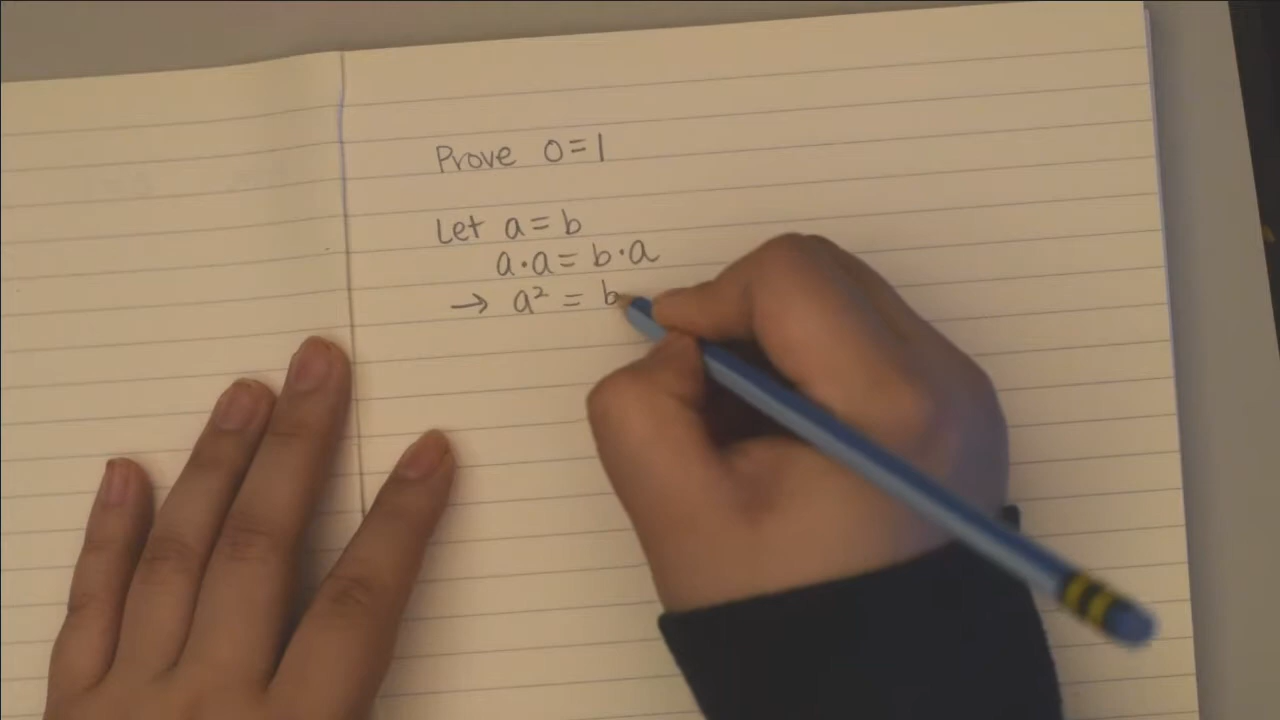 Prove 0=1
Let a=b
a·a=b·a
→ a² = b